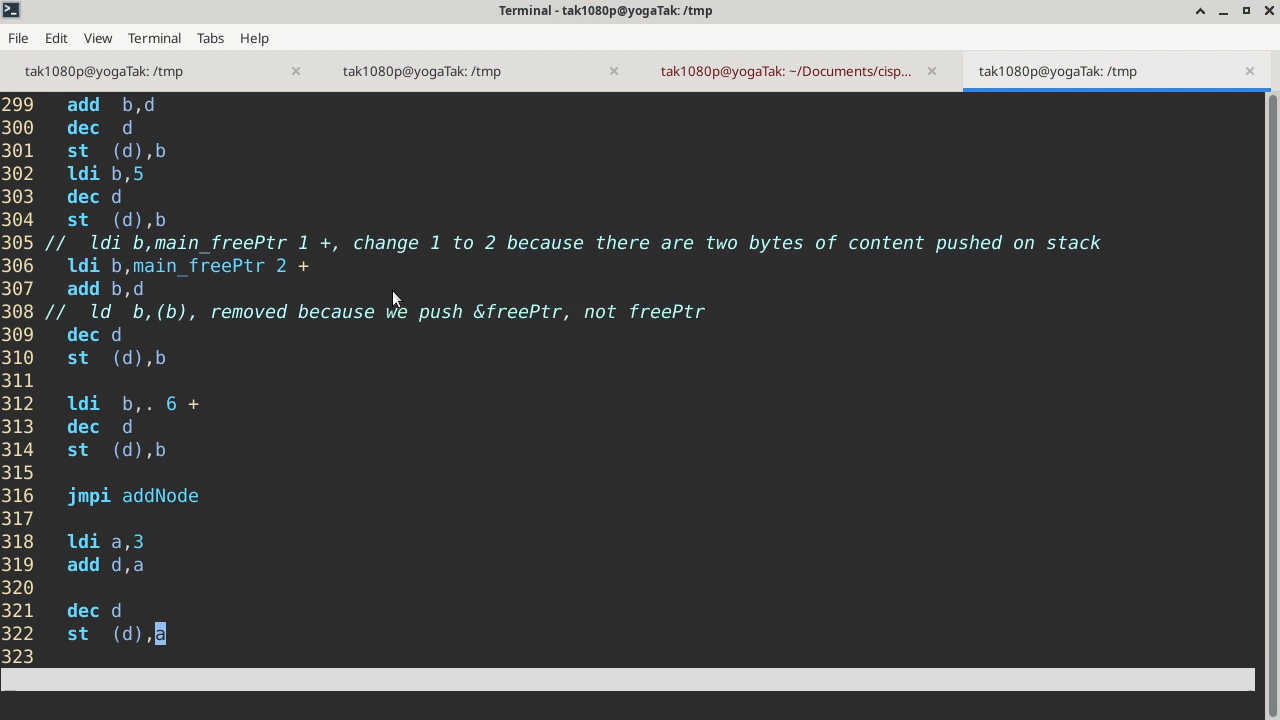 Terminal - tak1080p@yogaTak: /tmp
File Edit View Terminal Tabs Help
tak1080p@yogaTak: /tmp tak1080p@yogaTak: /tmp tak1080p@yogaTak: ~/Documents/cisp... tak1080p@yogaTak: /tmp
299 add b,d
300 dec d
301 st (d),b
302 ldi b,5
303 dec d
304 st (d),b
305 // ldi b,main_freePtr 1 +, change 1 to 2 because there are two bytes of content pushed on stack
306 ldi b,main_freePtr 2 +
307 add b,d
308 // ld b,(b), removed because we push &freePtr, not freePtr
309 dec d
310 st (d),b
311
312 ldi b,. 6 +
313 dec d
314 st (d),b
315
316 jmpi addNode
317
318 ldi a,3
319 add d,a
320
321 dec d
322 st (d),a
323